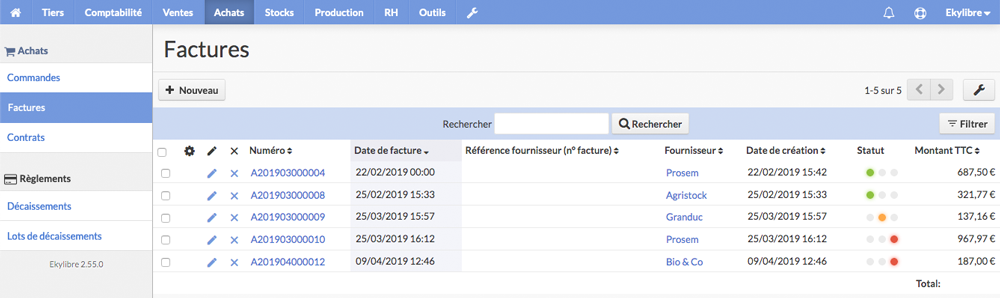 Tiers Comptabilité Ventes Achats Stocks Production RH Outils Ekylibre
Achats
Commandes
Factures
Contrats
Règlements
Décaissements
Lots de décaissements
Ekylibre 2.55.0
Factures
+ Nouveau 1-5 sur 5
Rechercher Rechercher Filtrer
Numéro Date de facture Référence fournisseur (n° facture) Fournisseur Date de création Statut Montant TTC
A201903000004 22/02/2019 00:00 Prosem 22/02/2019 15:42 687,50 €
A201903000008 25/02/2019 15:33 Agristock 25/02/2019 15:33 321,77 €
A201903000009 25/03/2019 15:57 Granduc 25/03/2019 15:57 137,16 €
A201903000010 25/03/2019 16:12 Prosem 25/03/2019 16:12 967,97 €
A201904000012 09/04/2019 12:46 Bio & Co 09/04/2019 12:46 187,00 €
Total: